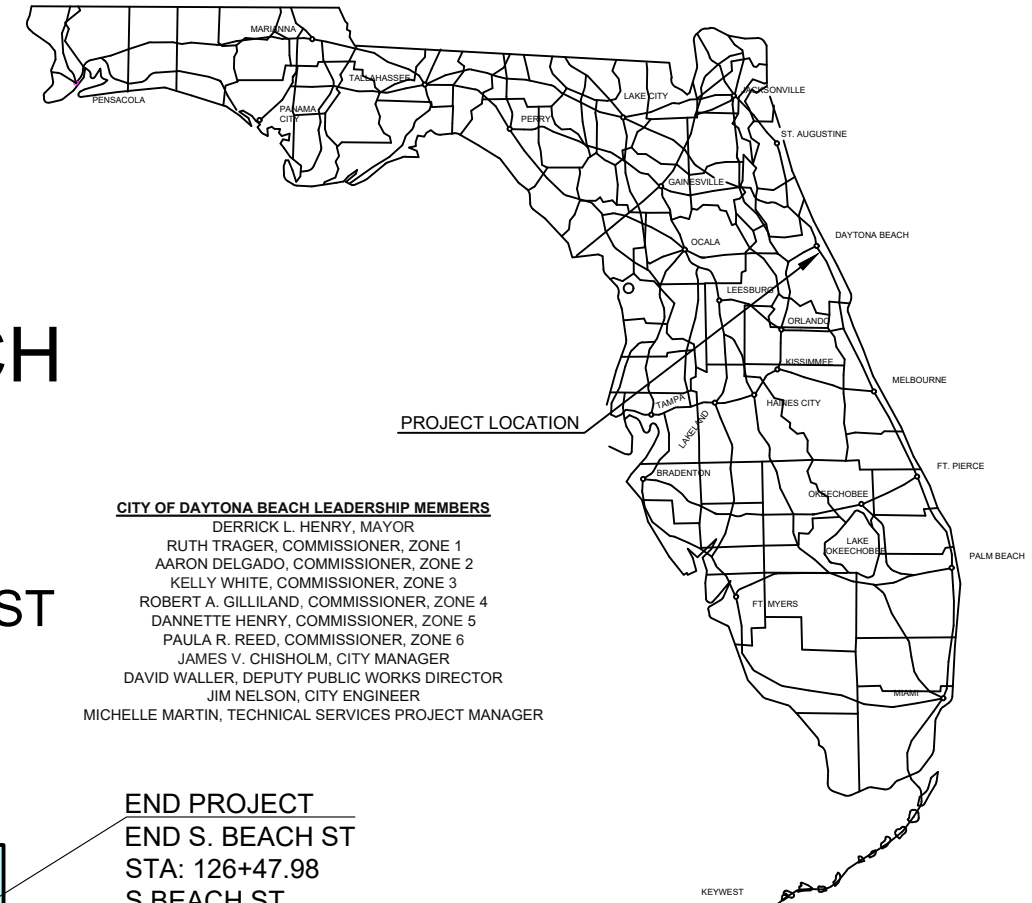 MARIANNA
TALLAHASSEE
PENSACOLA
PANAMA
CITY
PERRY
LAKE CITY
JACKSONVILLE
ST. AUGUSTINE
GAINESVILLE
OCALA
DAYTONA BEACH
LEESBURG
ORLANDO
KISSIMMEE
MELBOURNE
TAMPA
LAKELAND
HAINES CITY
PROJECT LOCATION
BRADENTON
FT. PIERCE
OKEECHOBEE
LAKE
OKEECHOBEE
PALM BEACH
FT. MYERS
MIAMI
KEYWEST
CH
ST
CITY OF DAYTONA BEACH LEADERSHIP MEMBERS
DERRICK L. HENRY, MAYOR
RUTH TRAGER, COMMISSIONER, ZONE 1
AARON DELGADO, COMMISSIONER, ZONE 2
KELLY WHITE, COMMISSIONER, ZONE 3
ROBERT A. GILLILAND, COMMISSIONER, ZONE 4
DANNETTE HENRY, COMMISSIONER, ZONE 5
PAULA R. REED, COMMISSIONER, ZONE 6
JAMES V. CHISHOLM, CITY MANAGER
DAVID WALLER, DEPUTY PUBLIC WORKS DIRECTOR
JIM NELSON, CITY ENGINEER
MICHELLE MARTIN, TECHNICAL SERVICES PROJECT MANAGER
END PROJECT
END S. BEACH ST
STA: 126+47.98
S BEACH ST